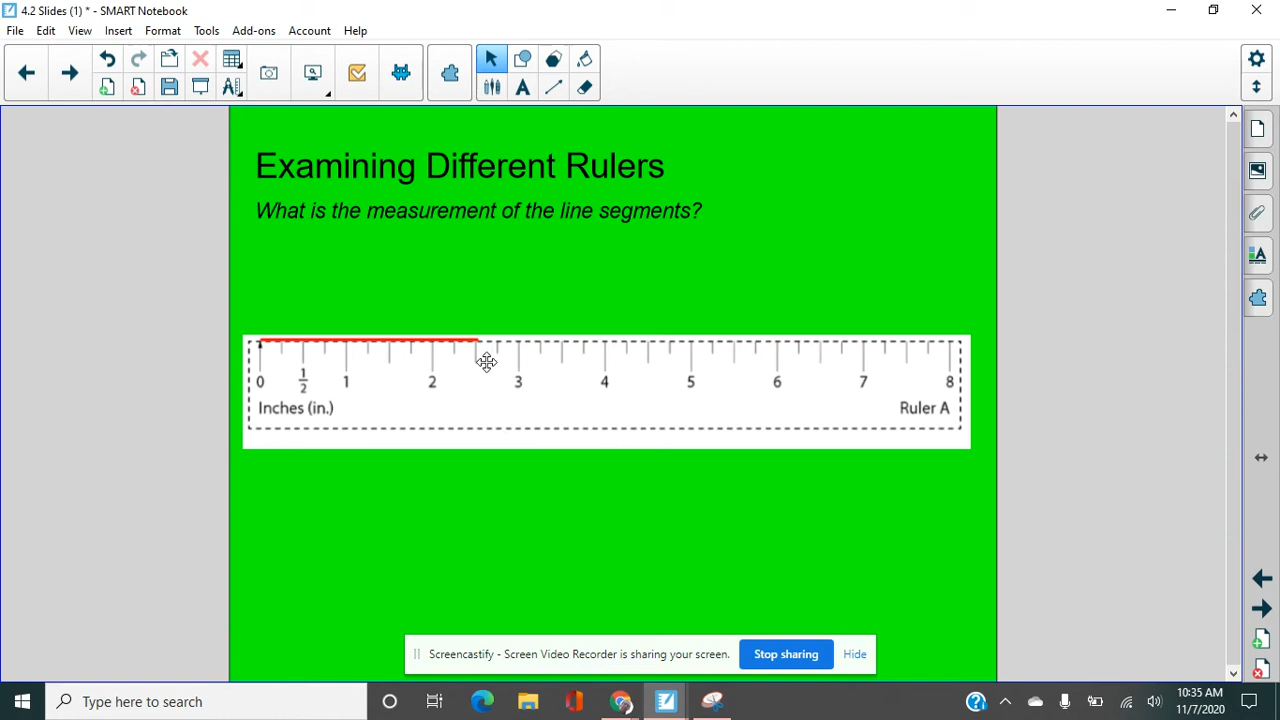 4.2 Slides (1) * - SMART Notebook
File Edit View Insert Format Tools Add-ons Account Help
Examining Different Rulers
What is the measurement of the line segments?
0 1/2 1 2 3 4 5 6 7 8
Inches (in.) Ruler A
Screencastify - Screen Video Recorder is sharing your screen. Stop sharing Hide
Type here to search
10:35 AM
11/7/2020